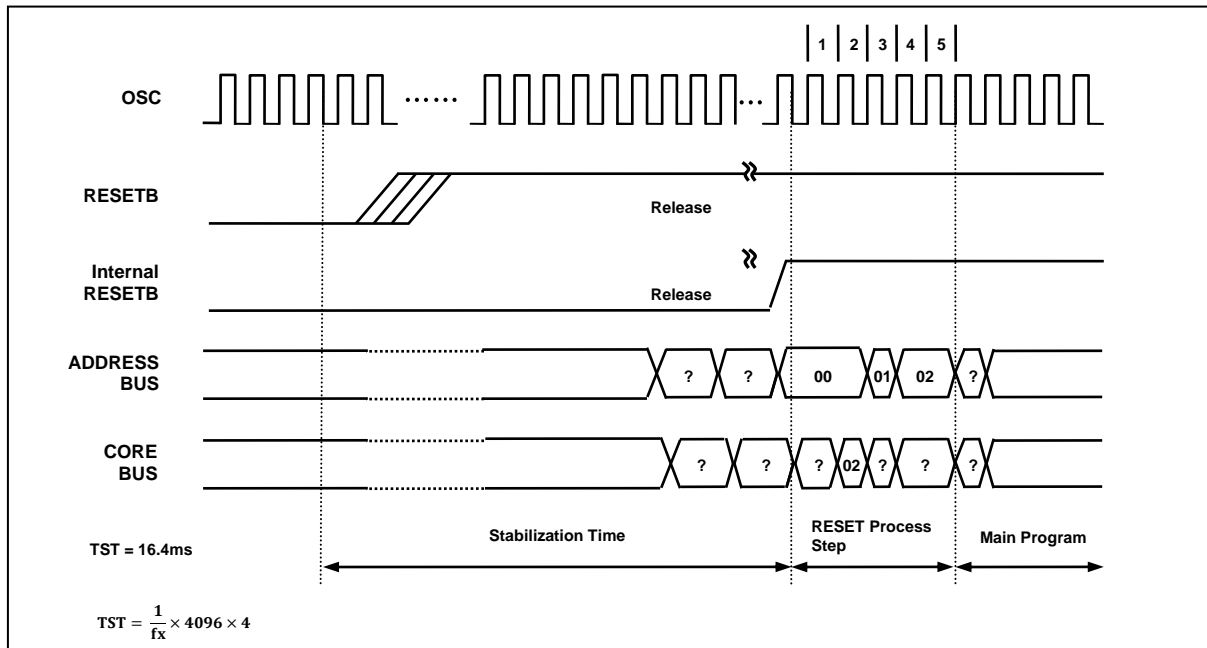 1 2 3 4 5
OSC
......
...
RESETB
Release
Internal
RESETB
Release
ADDRESS
BUS
? ? 00 01 02 ?
CORE
BUS
? ? ? 02 ? ? ?
TST = 16.4ms
Stabilization Time
RESET Process
Step
Main Program
TST = 1/fx × 4096 × 4